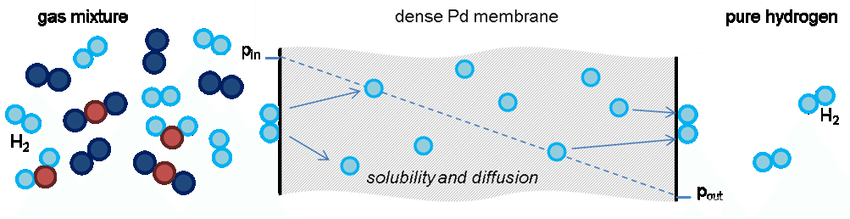 gas mixture
dense Pd membrane
pure hydrogen
pin
H2
H2
solubility and diffusion
pout